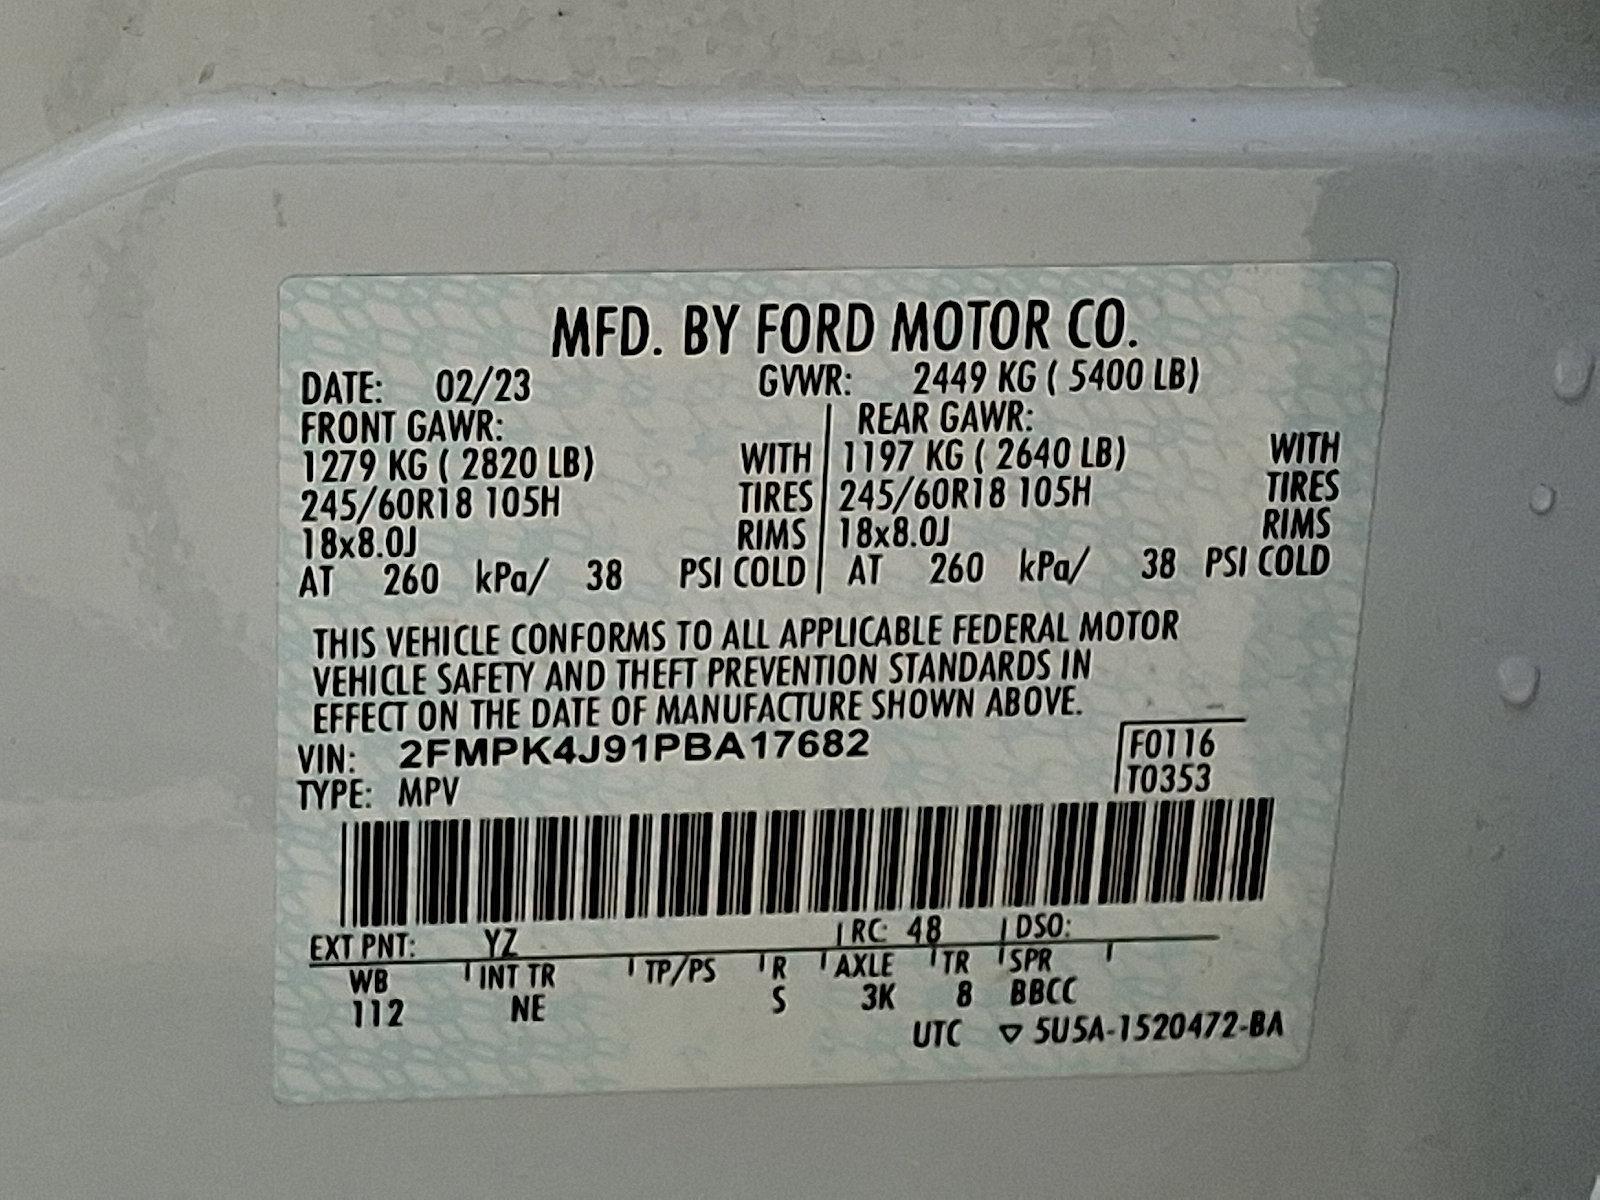 MFD. BY FORD MOTOR CO.
DATE: 02/23 GVWR: 2449 KG ( 5400 LB)
FRONT GAWR: REAR GAWR:
1279 KG ( 2820 LB) WITH 1197 KG ( 2640 LB) WITH
245/60R18 105H TIRES 245/60R18 105H TIRES
18x8.0J RIMS 18x8.0J RIMS
AT 260 kPa/ 38 PSI COLD AT 260 kPa/ 38 PSI COLD
THIS VEHICLE CONFORMS TO ALL APPLICABLE FEDERAL MOTOR
VEHICLE SAFETY AND THEFT PREVENTION STANDARDS IN
EFFECT ON THE DATE OF MANUFACTURE SHOWN ABOVE.
VIN: 2FMPK4J91PBA17682 F0116
TYPE: MPV T0353
EXT PNT: YZ RC: 48 DSO:
WB INT TR TP/PS R AXLE TR SPR
112 NE S 3K 8 BBCC
UTC ▽ 5U5A-1520472-BA